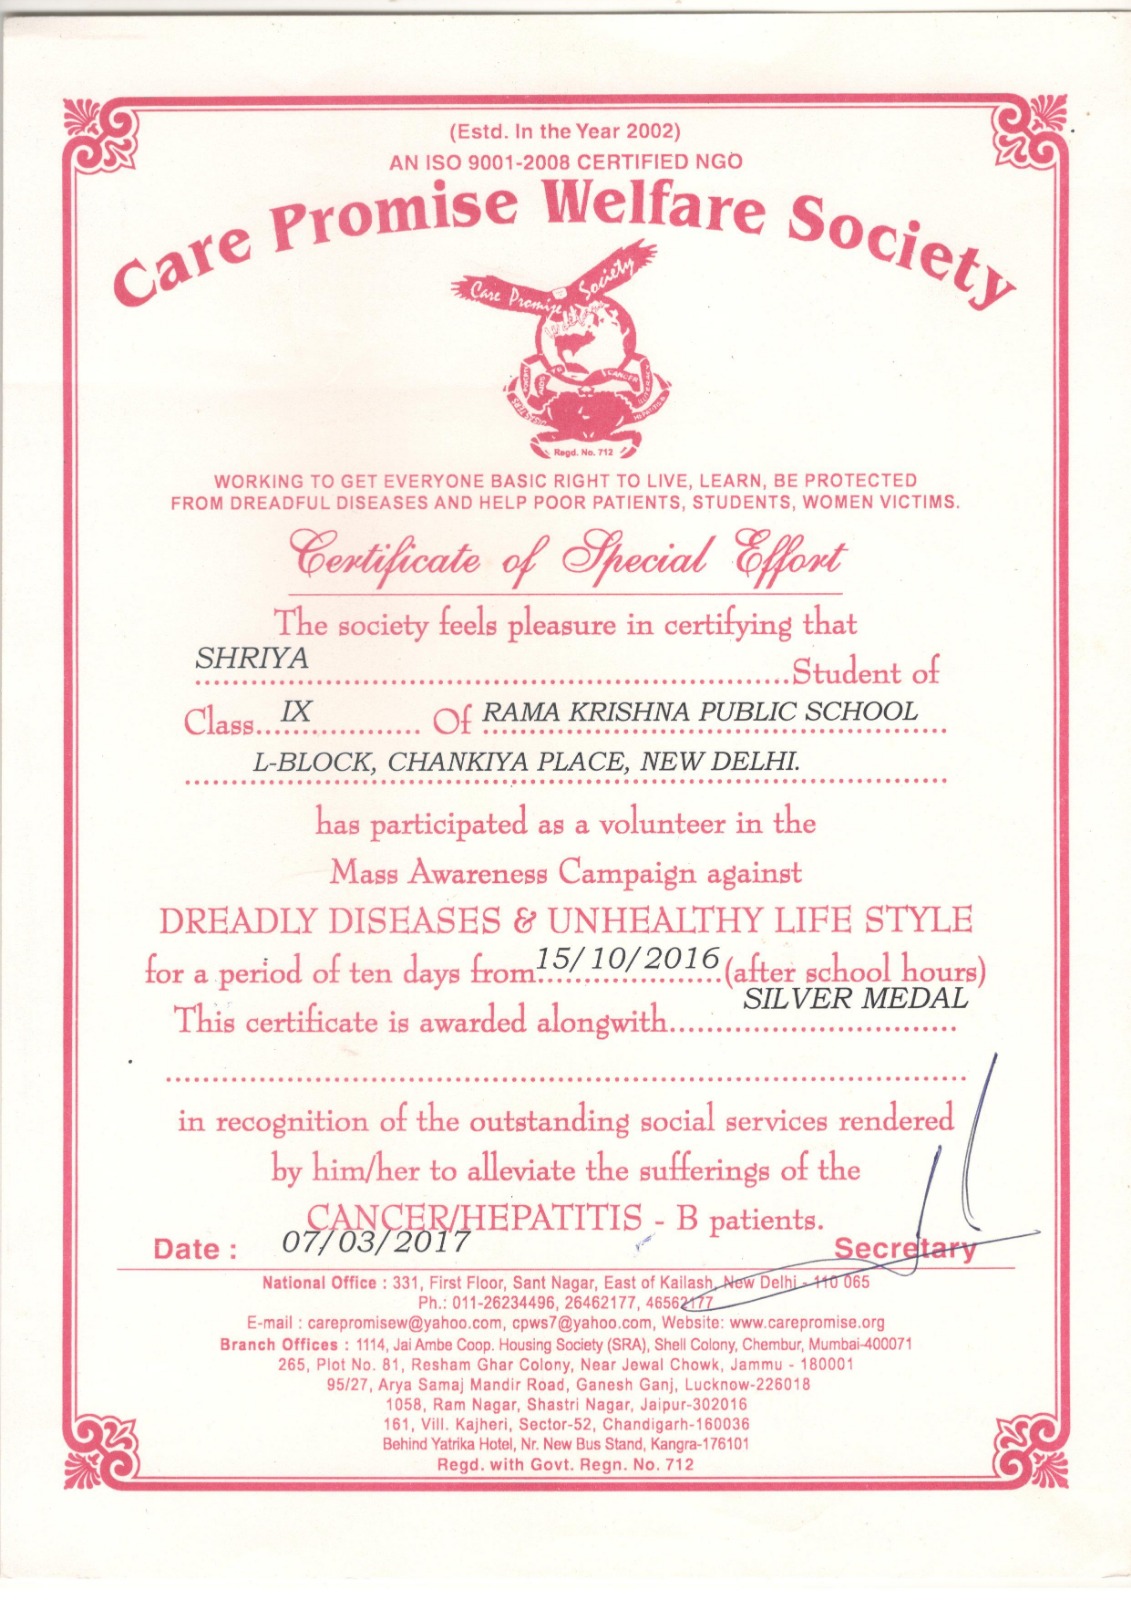 (Estd. In the Year 2002)
AN ISO 9001-2008 CERTIFIED NGO
Care Promise Welfare Society
Care Promise Society
Welfare
CANCER
Regd. No. 712
WORKING TO GET EVERYONE BASIC RIGHT TO LIVE, LEARN, BE PROTECTED
FROM DREADFUL DISEASES AND HELP POOR PATIENTS, STUDENTS, WOMEN VICTIMS.
Certificate of Special Effort
The society feels pleasure in certifying that
SHRIYA Student of
Class IX Of RAMA KRISHNA PUBLIC SCHOOL
L-BLOCK, CHANKIYA PLACE, NEW DELHI.
has participated as a volunteer in the
Mass Awareness Campaign against
DREADLY DISEASES & UNHEALTHY LIFE STYLE
for a period of ten days from 15/10/2016 (after school hours)
This certificate is awarded alongwith SILVER MEDAL
in recognition of the outstanding social services rendered
by him/her to alleviate the sufferings of the
CANCER/HEPATITIS - B patients.
Date : 07/03/2017 Secretary
National Office : 331, First Floor, Sant Nagar, East of Kailash, New Delhi - 110 065
Ph.: 011-26234496, 26462177, 46562177
E-mail : carepromisew@yahoo.com, cpws7@yahoo.com, Website: www.carepromise.org
Branch Offices : 1114, Jai Ambe Coop. Housing Society (SRA), Shell Colony, Chembur, Mumbai-400071
265, Plot No. 81, Resham Ghar Colony, Near Jewal Chowk, Jammu - 180001
95/27, Arya Samaj Mandir Road, Ganesh Ganj, Lucknow-226018
1058, Ram Nagar, Shastri Nagar, Jaipur-302016
161, Vill. Kajheri, Sector-52, Chandigarh-160036
Behind Yatrika Hotel, Nr. New Bus Stand, Kangra-176101
Regd. with Govt. Regn. No. 712